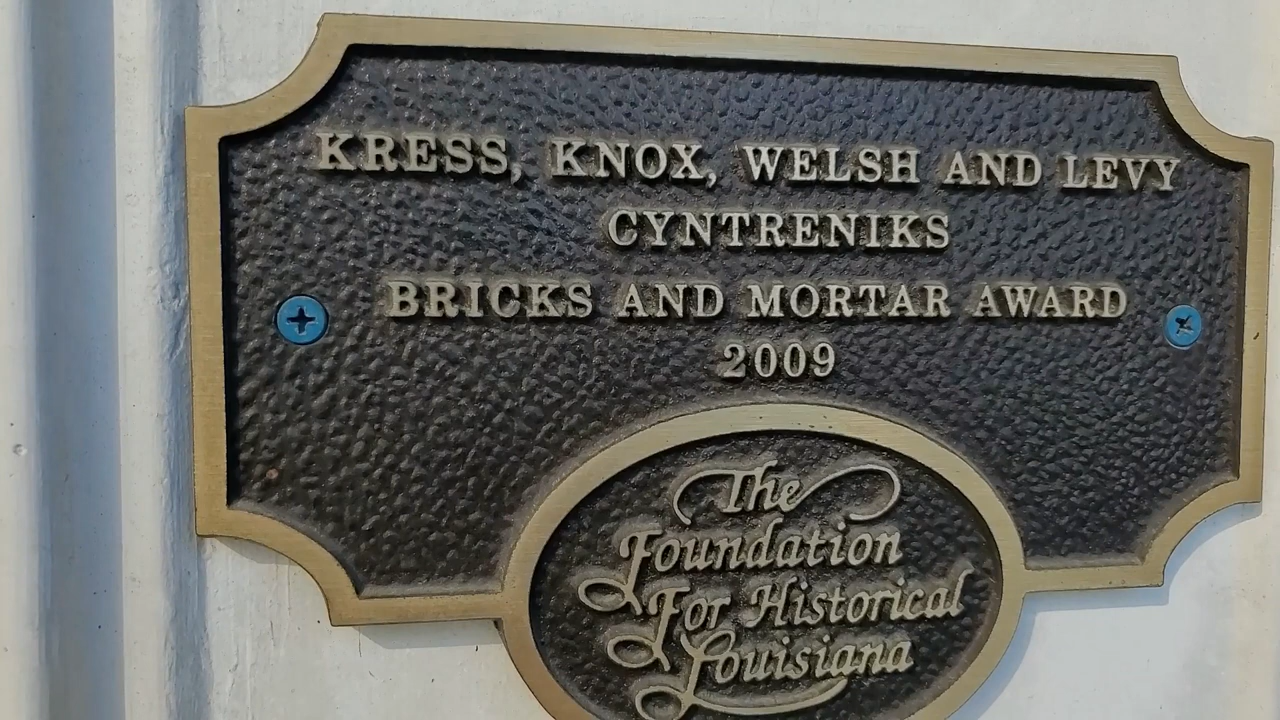 KRESS, KNOX, WELSH AND LEVY
CYNTRENIKS
BRICKS AND MORTAR AWARD
2009
The
Foundation
For Historical
Louisiana